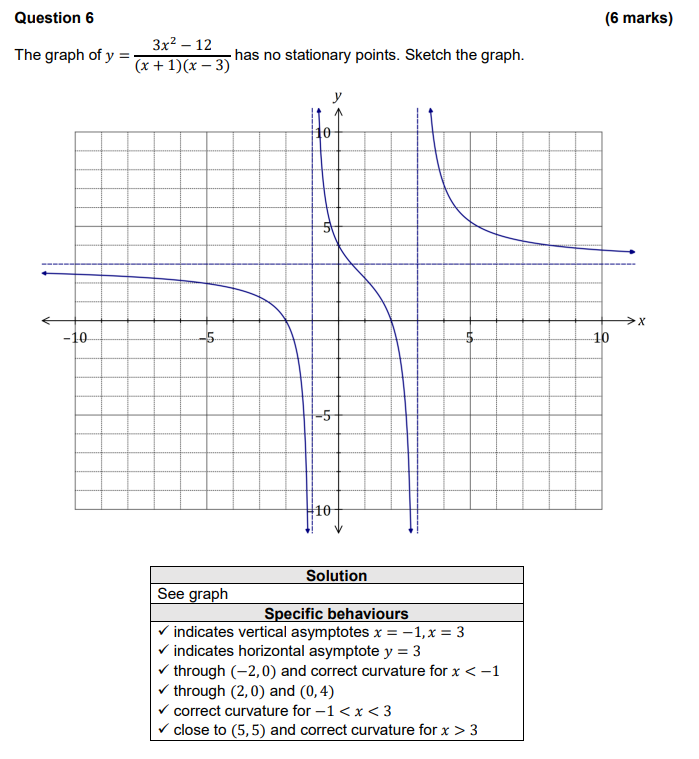 Question 6 (6 marks)
The graph of y = \frac{3x² − 12}{(x + 1)(x − 3)} has no stationary points. Sketch the graph.
y
10
5
−10 −5 5 10 x
−5
−10
Solution
See graph
Specific behaviours
✓ indicates vertical asymptotes x = −1, x = 3
✓ indicates horizontal asymptote y = 3
✓ through (−2, 0) and correct curvature for x < −1
✓ through (2, 0) and (0, 4)
✓ correct curvature for −1 < x < 3
✓ close to (5, 5) and correct curvature for x > 3